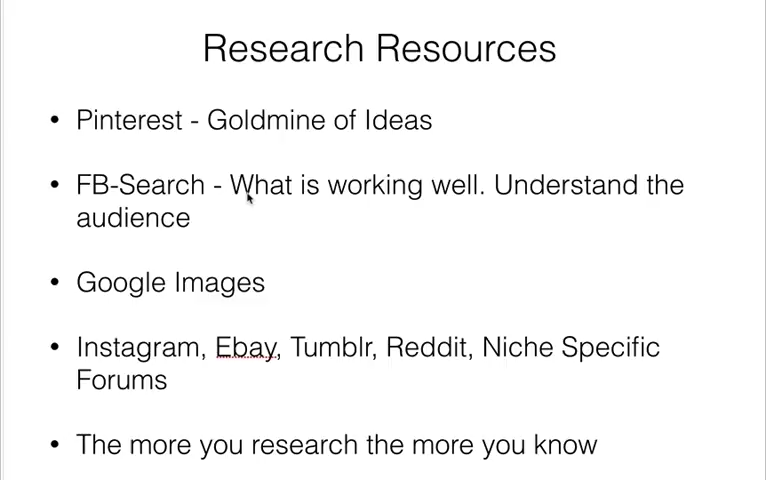 Research Resources
• Pinterest - Goldmine of Ideas
• FB-Search - What is working well. Understand the
audience
• Google Images
• Instagram, Ebay, Tumblr, Reddit, Niche Specific
Forums
• The more you research the more you know